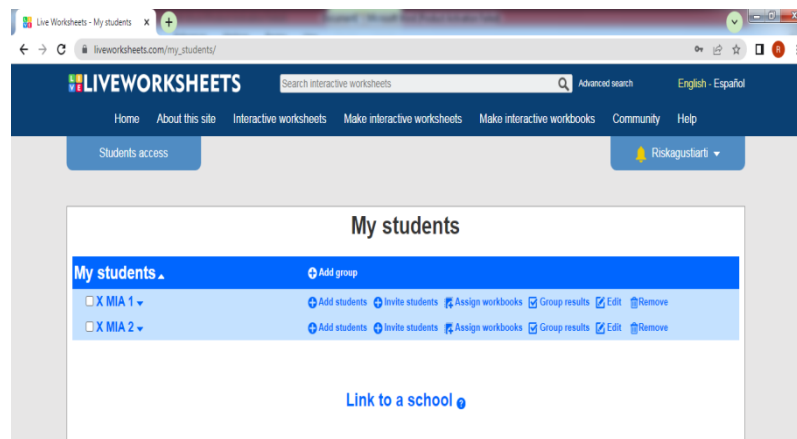 Live Worksheets - My students
liveworksheets.com/my_students/
LIVEWORKSHEETS
Search interactive worksheets
Advanced search
English - Español
Home About this site Interactive worksheets Make interactive worksheets Make interactive workbooks Community Help
Students access
Riskagustiarti
My students
My students Add group
X MIA 1 Add students Invite students Assign workbooks Group results Edit Remove
X MIA 2 Add students Invite students Assign workbooks Group results Edit Remove
Link to a school